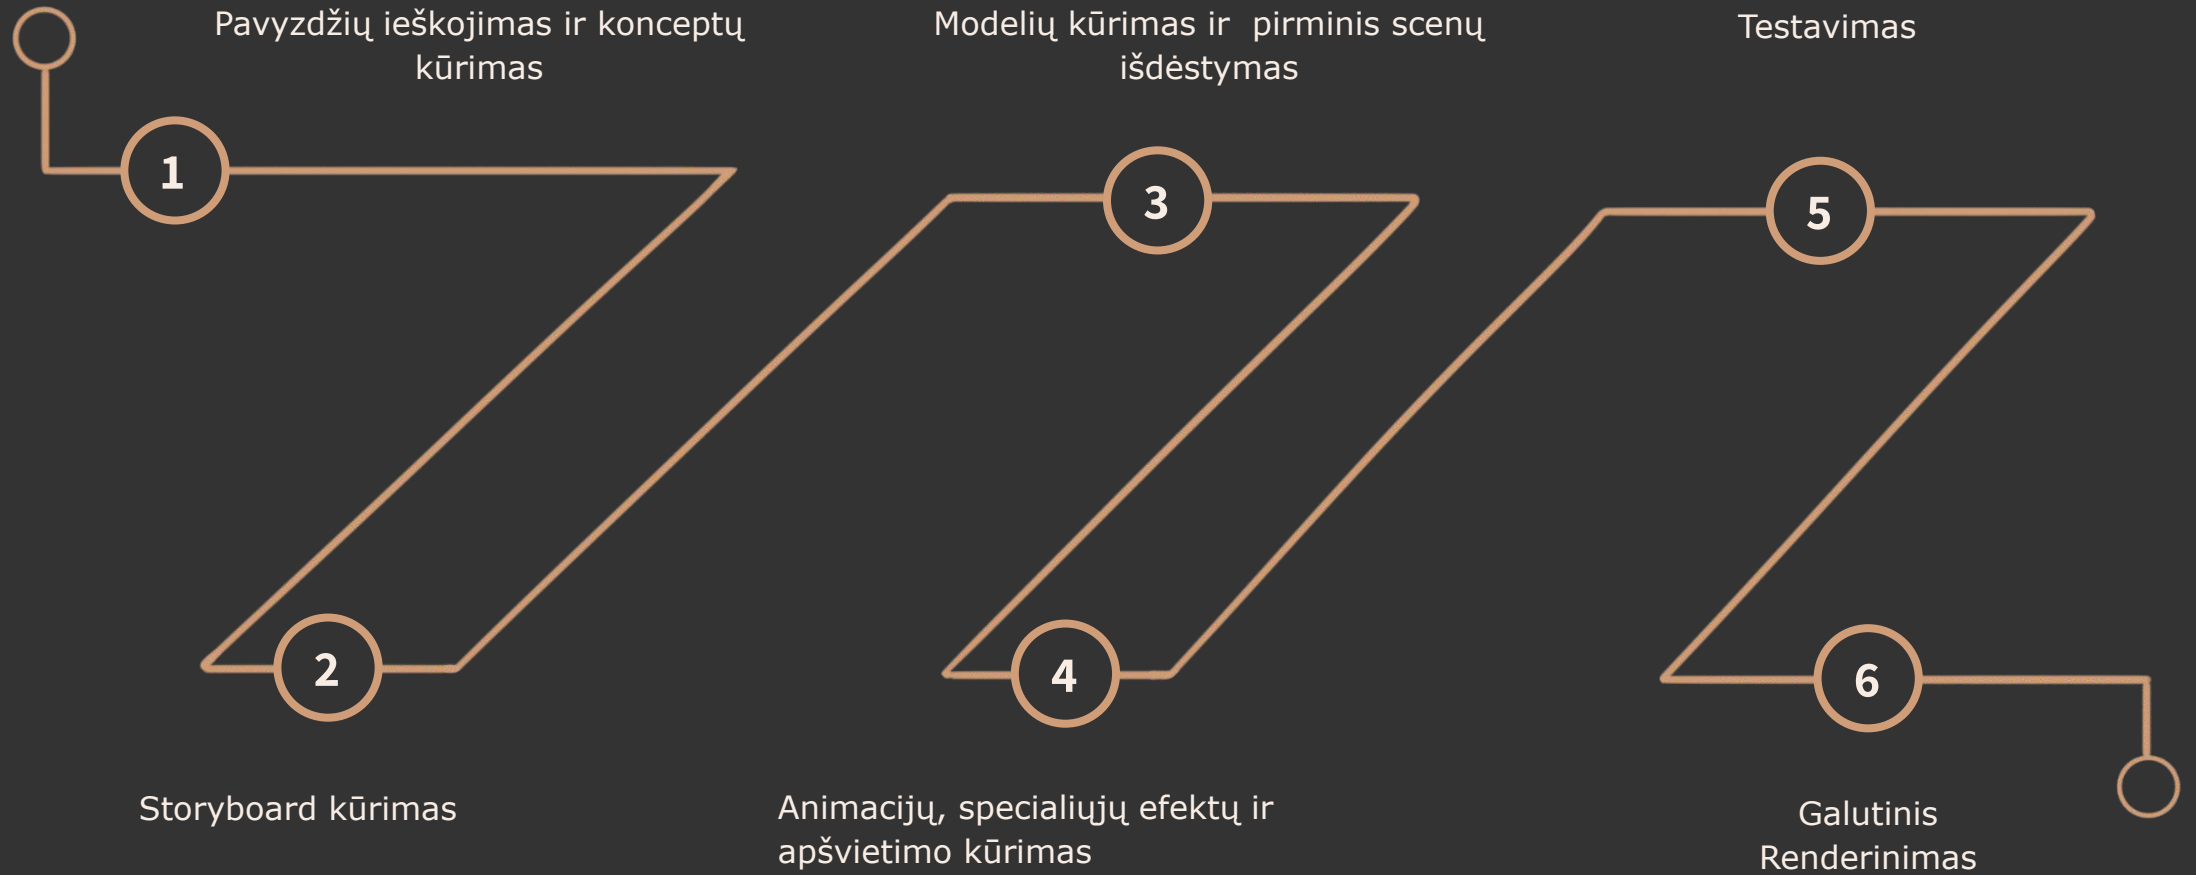 Pavyzdžių ieškojimas ir konceptų
kūrimas
1
Storyboard kūrimas
2
Modelių kūrimas ir  pirminis scenų
išdėstymas
3
Animacijų, specialiųjų efektų ir
apšvietimo kūrimas
4
Testavimas
5
Galutinis
Renderinimas
6